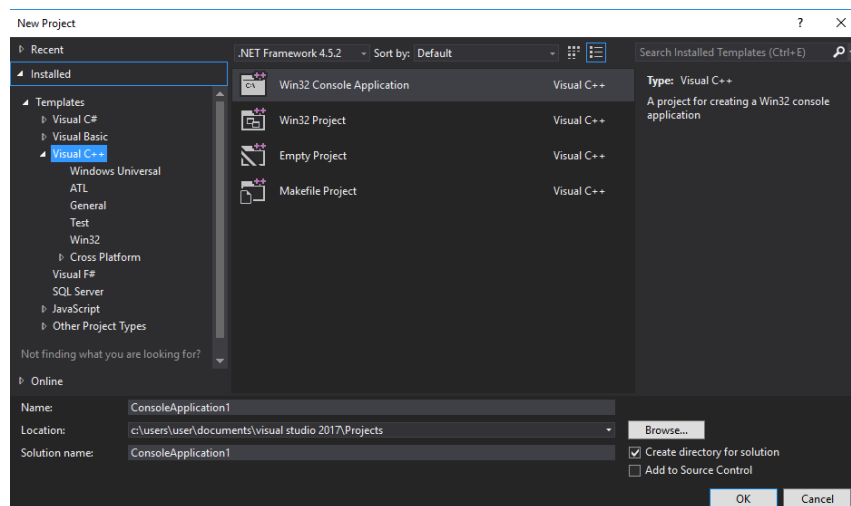 New Project
Recent
Installed
Templates
Visual C#
Visual Basic
Visual C++
Windows Universal
ATL
General
Test
Win32
Cross Platform
Visual F#
SQL Server
JavaScript
Other Project Types
Not finding what you are looking for?
Online
.NET Framework 4.5.2 Sort by: Default
Win32 Console Application Visual C++
Win32 Project Visual C++
Empty Project Visual C++
Makefile Project Visual C++
Search Installed Templates (Ctrl+E)
Type: Visual C++
A project for creating a Win32 console
application
Name: ConsoleApplication1
Location: c:\users\user\documents\visual studio 2017\Projects Browse...
Solution name: ConsoleApplication1
Create directory for solution
Add to Source Control
OK Cancel